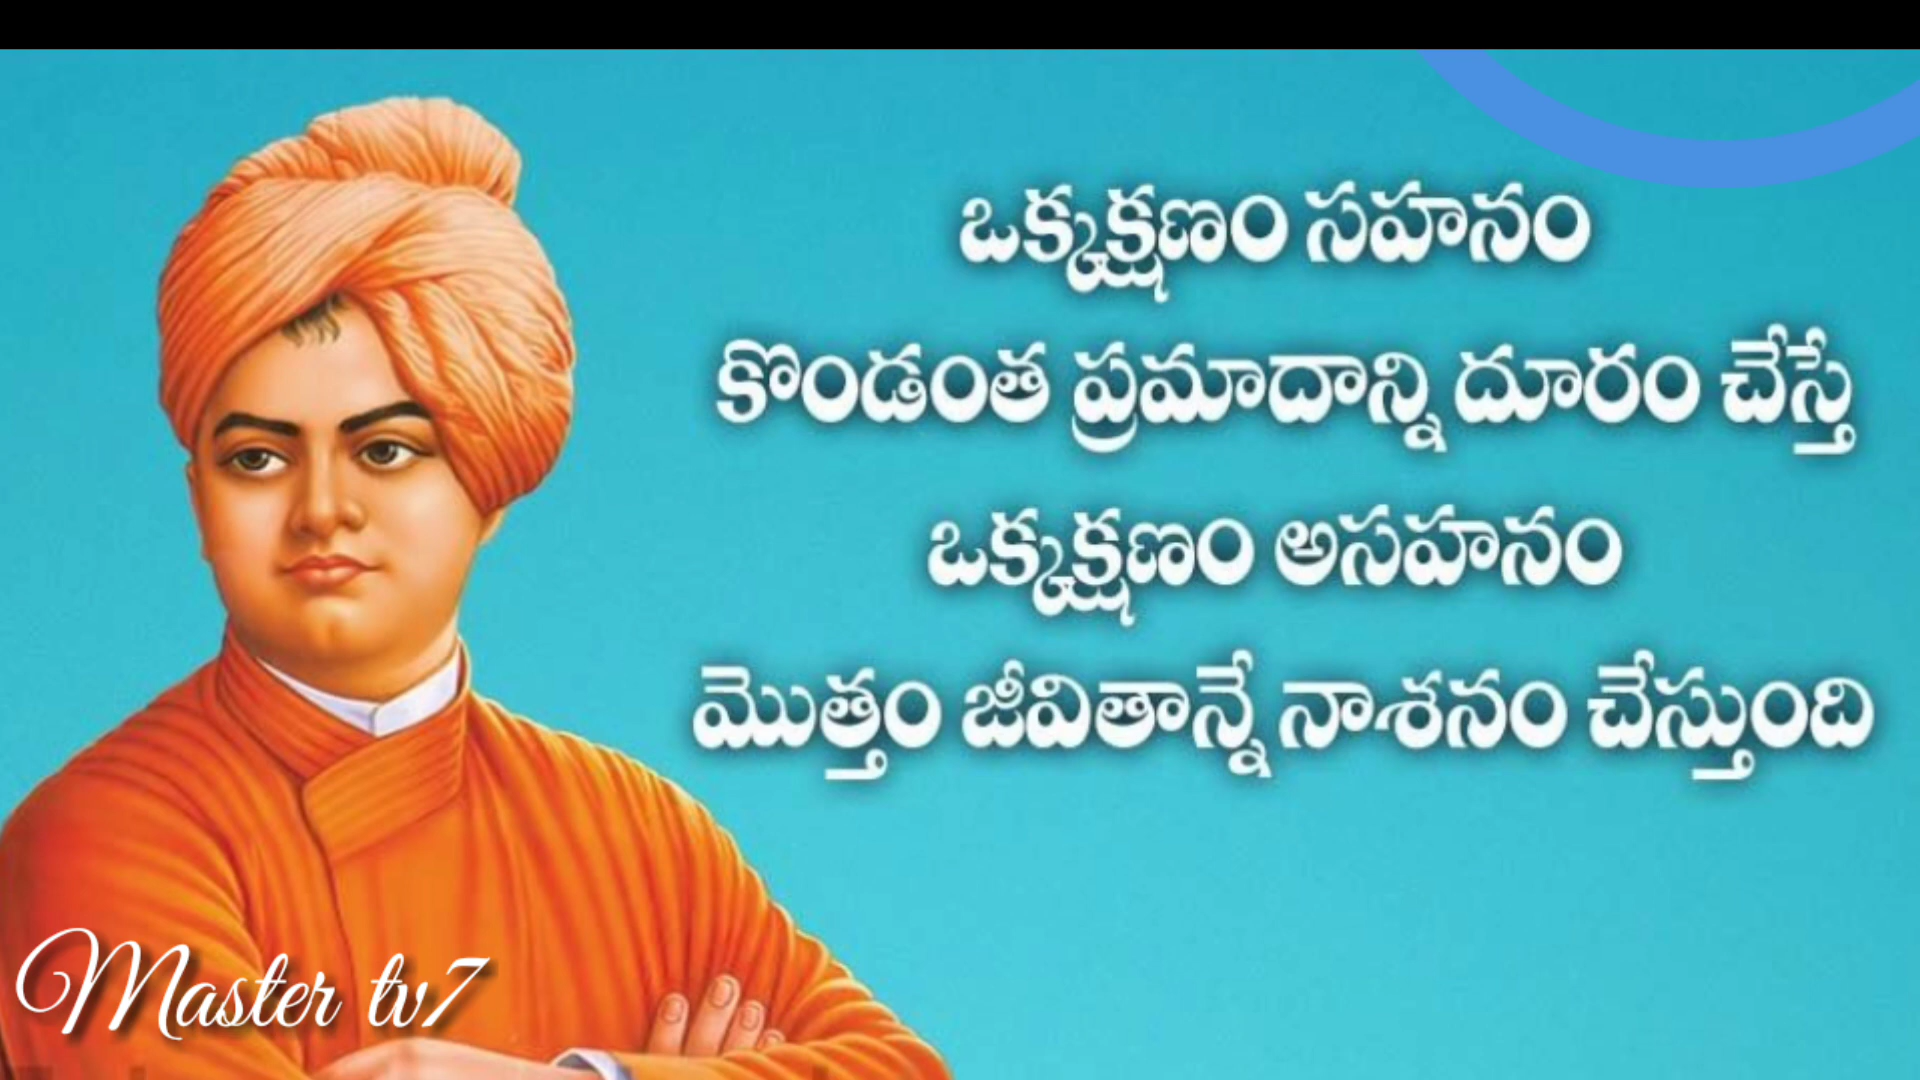 ఒక్కక్షణం సహనం
కొండంత ప్రమాదాన్ని దూరం చేస్తే
ఒక్కక్షణం అసహనం
మొత్తం జీవితాన్నే నాశనం చేస్తుంది
Master tv7